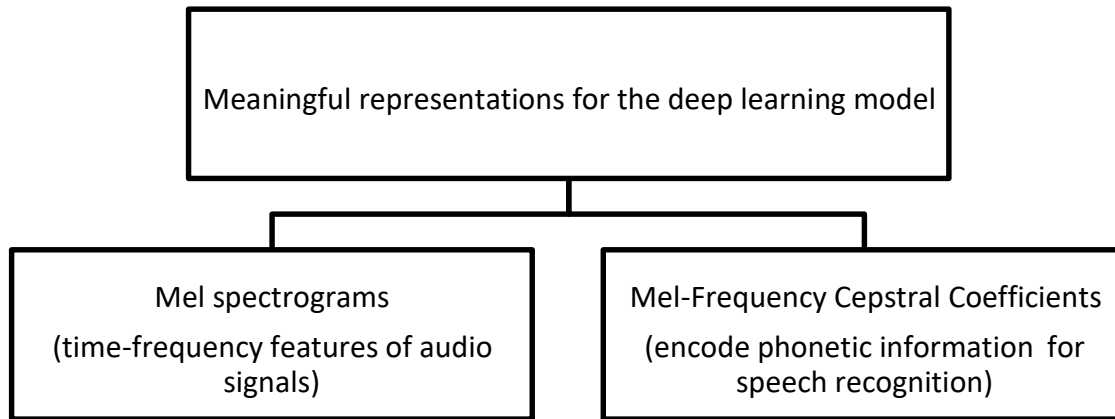 Meaningful representations for the deep learning model
Mel spectrograms
(time-frequency features of audio
signals)
Mel-Frequency Cepstral Coefficients
(encode phonetic information  for
speech recognition)